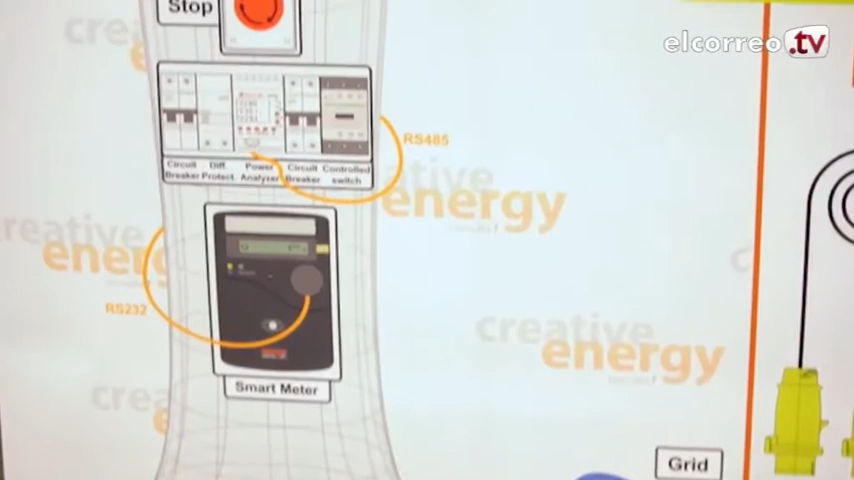 Stop
elcorreo.tv
creative
energy
RS485
Circuit Breaker
Diff. Protect.
Power Analyzer
Circuit Breaker
Controlled switch
creative
energy
creative
energy
RS232
creative
energy
Smart Meter
Grid